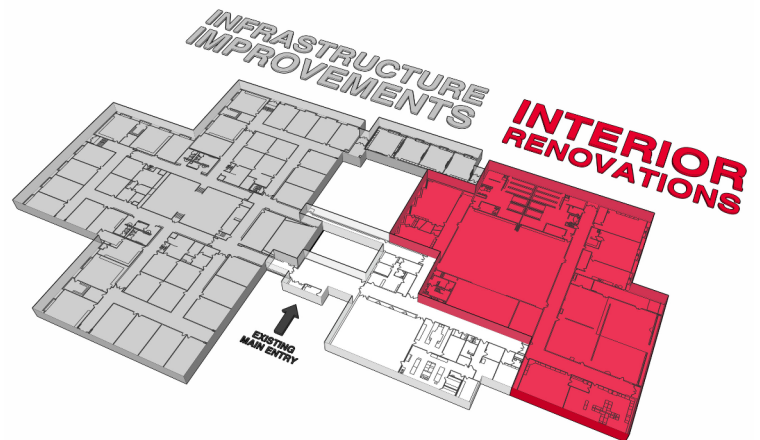 INFRASTRUCTURE
IMPROVEMENTS
INTERIOR
RENOVATIONS
EXISTING
MAIN ENTRY